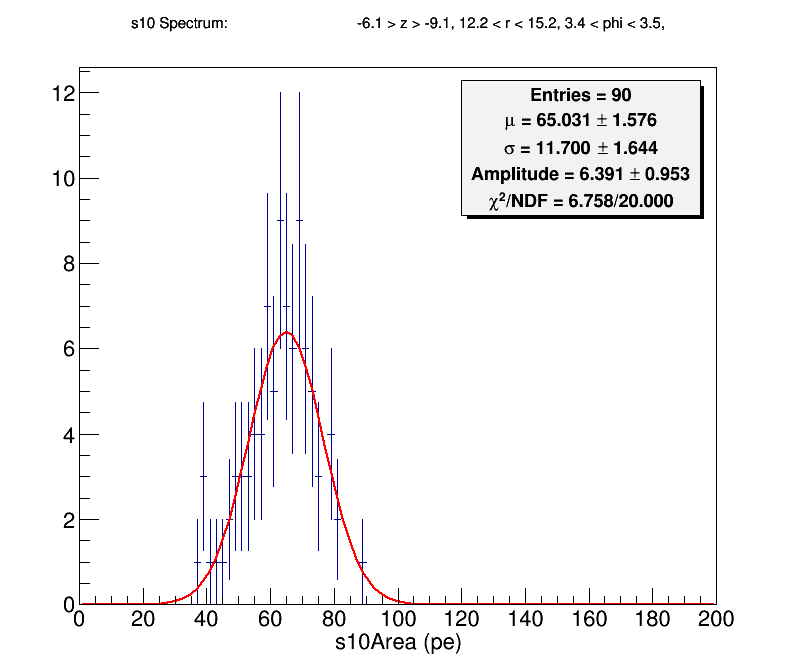 s10 Spectrum: -6.1 > z > -9.1, 12.2 < r < 15.2, 3.4 < phi < 3.5,
Entries = 90
μ = 65.031 ± 1.576
σ = 11.700 ± 1.644
Amplitude = 6.391 ± 0.953
χ²/NDF = 6.758/20.000
12
10
8
6
4
2
0
0 20 40 60 80 100 120 140 160 180 200
s10Area (pe)